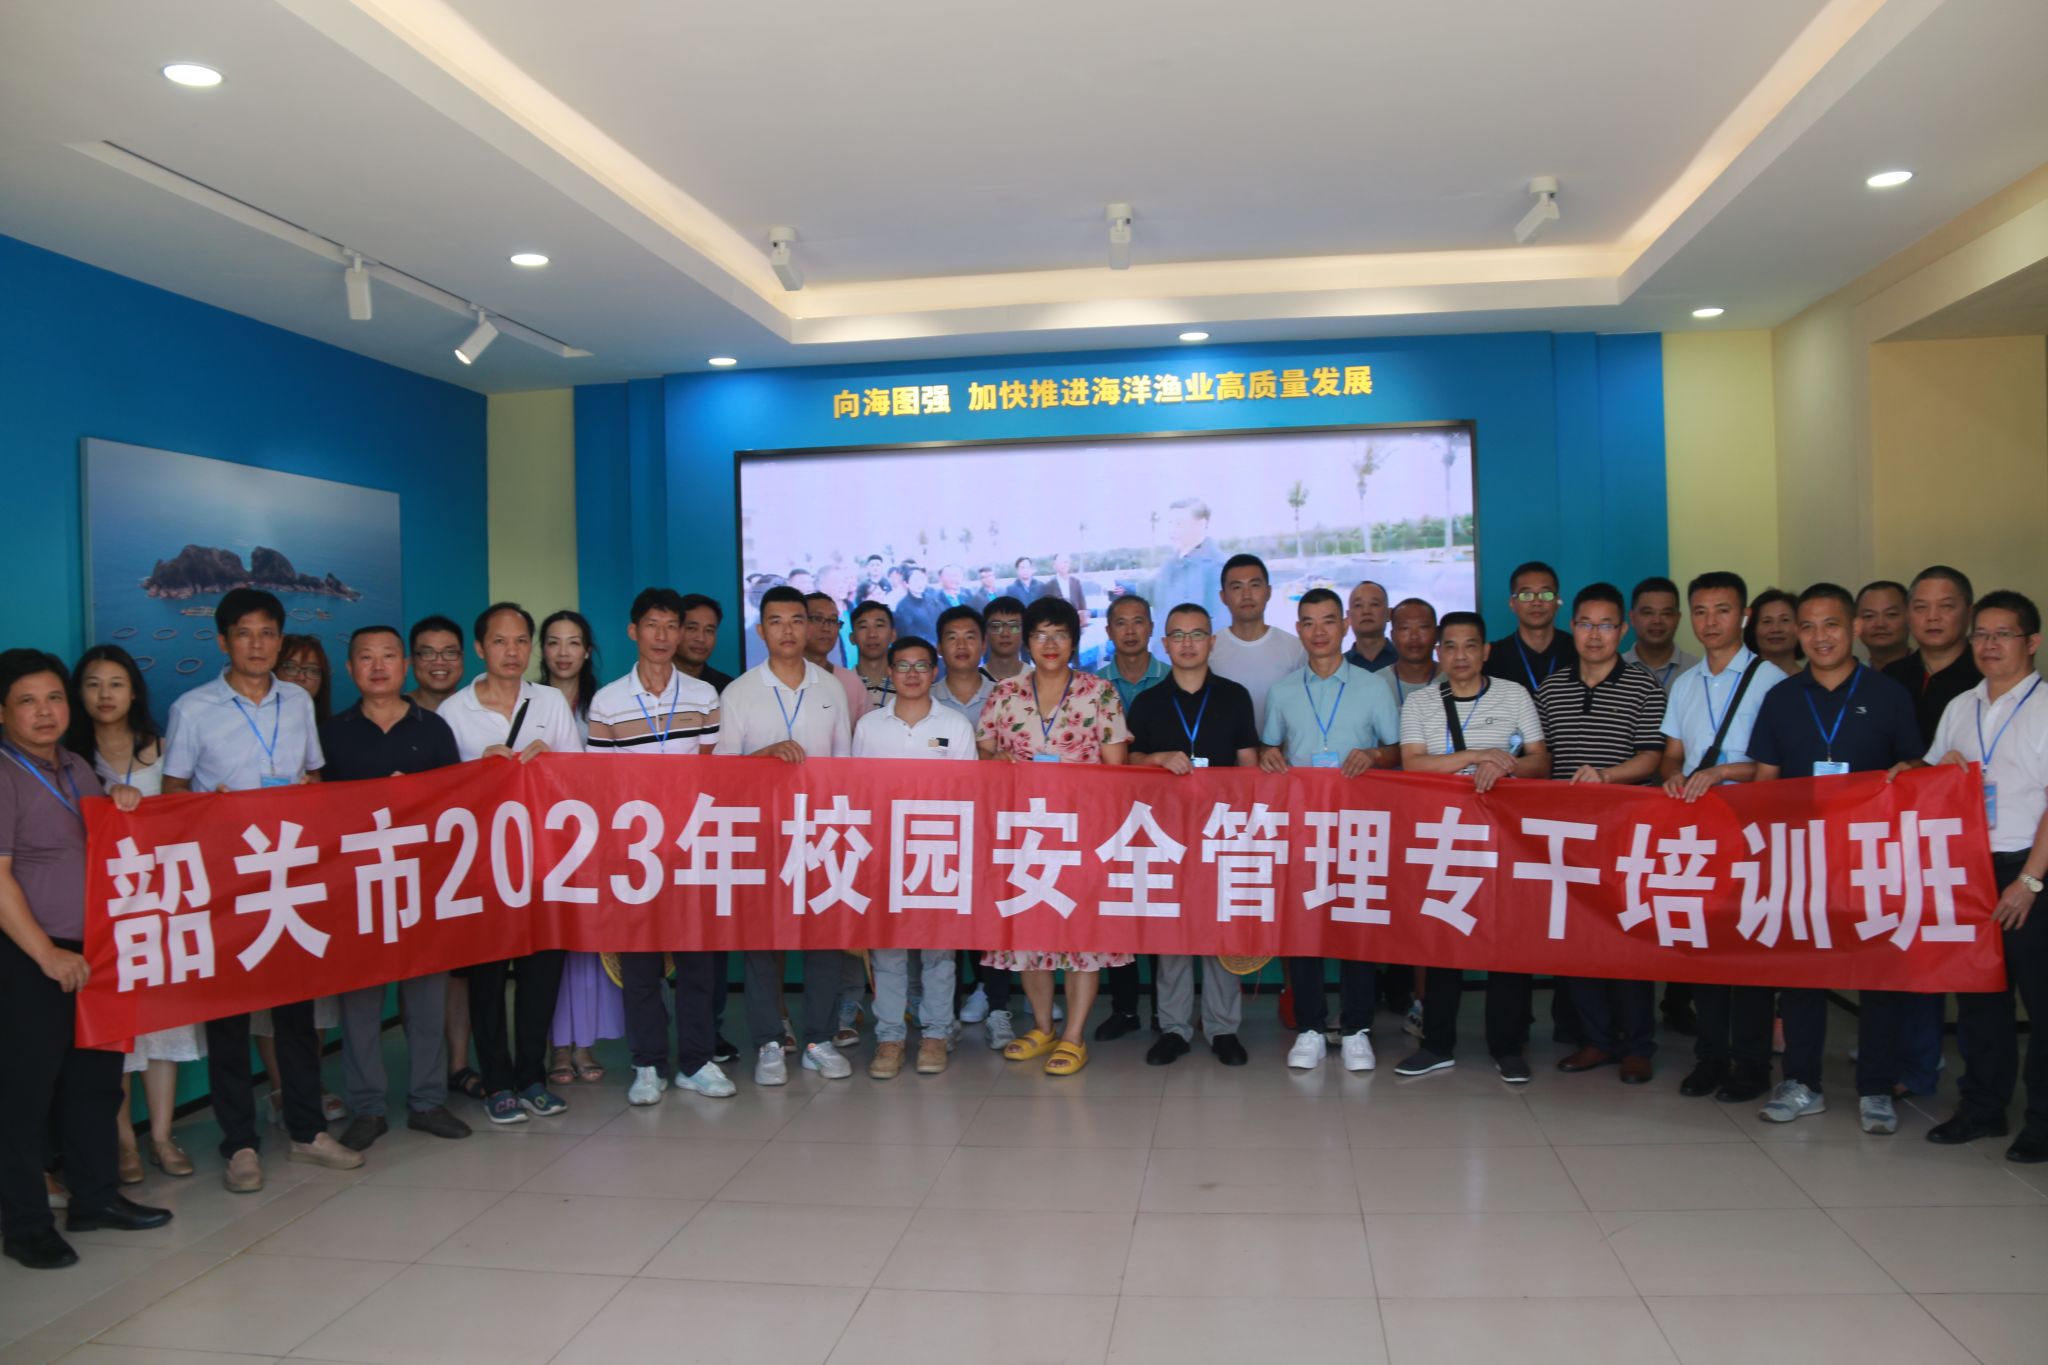 向海图强 加快推进海洋渔业高质量发展
韶关市2023年校园安全管理专干培训班